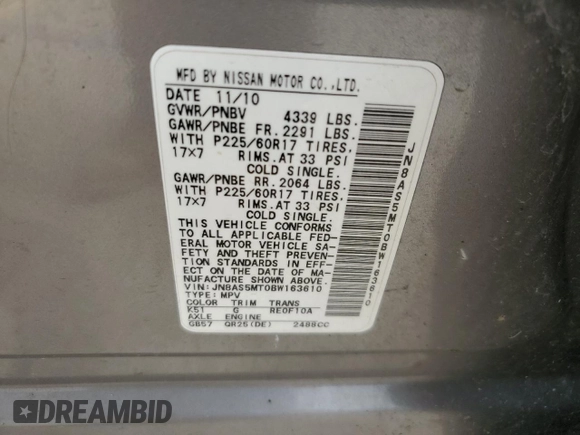 MFD BY NISSAN MOTOR CO.,LTD.
DATE 11/10
GVWR/PNBV 4339 LBS.
GAWR/PNBE FR. 2291 LBS.
WITH P225/60R17 TIRES.
17×7 RIMS.AT 33 PSI
COLD SINGLE.
GAWR/PNBE RR. 2064 LBS.
WITH P225/60R17 TIRES.
17×7 RIMS.AT 33 PSI
COLD SINGLE.
THIS VEHICLE CONFORMS
TO ALL APPLICABLE FED-
ERAL MOTOR VEHICLE SA-
FETY AND THEFT PREVEN-
TION STANDARDS IN EFF-
ECT ON THE DATE OF MA-
NUFACTURE SHOWN ABOVE.
VIN: JN8AS5MT0BW163610
TYPE: MPV
COLOR TRIM TRANS
K51 G RE0F10A
AXLE ENGINE
GB57 QR25(DE) 2488CC
JN8AS5MT0BW163610
DREAMBID